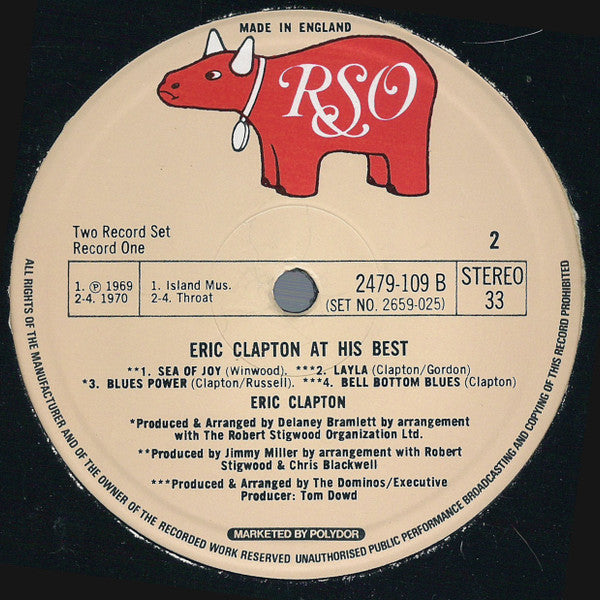 MADE IN ENGLAND
RSO
Two Record Set
Record One
2
1. ℗ 1969
2-4. 1970
1. Island Mus.
2-4. Throat
2479-109 B
(SET NO. 2659-025)
STEREO
33
ERIC CLAPTON AT HIS BEST
**1. SEA OF JOY (Winwood). ***2. LAYLA (Clapton/Gordon)
*3. BLUES POWER (Clapton/Russell). ***4. BELL BOTTOM BLUES (Clapton)
ERIC CLAPTON
*Produced & Arranged by Delaney Bramlett by arrangement
with The Robert Stigwood Organization Ltd.
**Produced by Jimmy Miller by arrangement with Robert
Stigwood & Chris Blackwell
***Produced & Arranged by The Dominos/Executive
Producer: Tom Dowd
MARKETED BY POLYDOR
ALL RIGHTS OF THE MANUFACTURER AND OF THE OWNER OF THE RECORDED WORK RESERVED UNAUTHORISED PUBLIC PERFORMANCE BROADCASTING AND COPYING OF THIS RECORD PROHIBITED